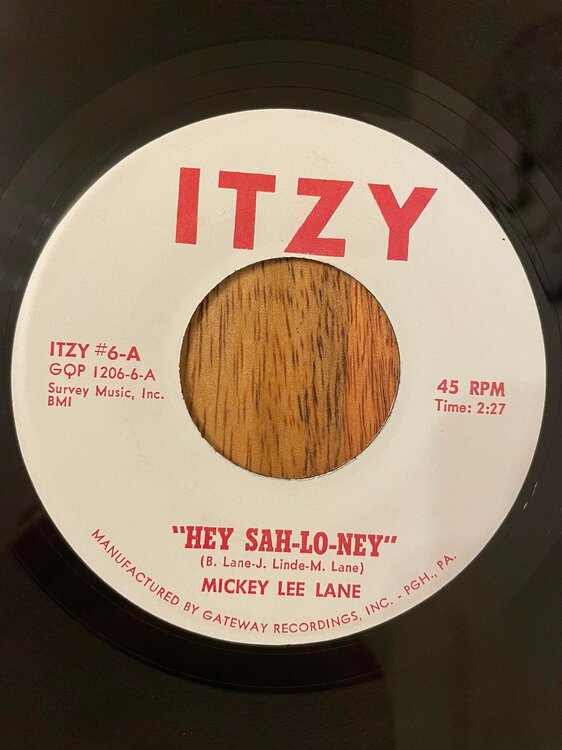 ITZY
ITZY #6-A
GQP 1206-6-A
Survey Music, Inc.
BMI
45 RPM
Time: 2:27
"HEY SAH-LO-NEY"
(B. Lane-J. Linde-M. Lane)
MICKEY LEE LANE
MANUFACTURED BY GATEWAY RECORDINGS, INC. - PGH., PA.